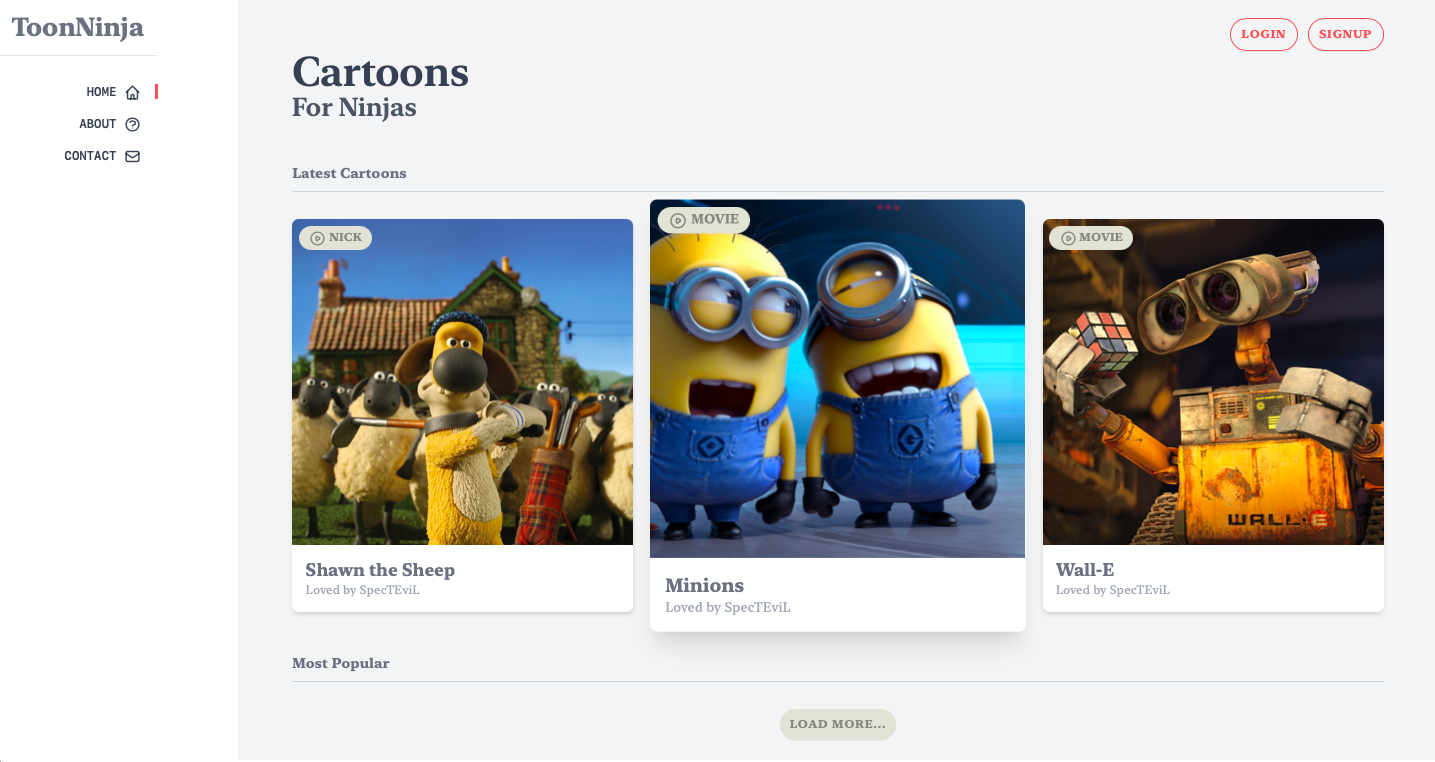 ToonNinja
HOME
ABOUT
CONTACT
LOGIN
SIGNUP
Cartoons
For Ninjas
Latest Cartoons
NICK
Shawn the Sheep
Loved by SpecTEviL
MOVIE
Minions
Loved by SpecTEviL
MOVIE
WALL·E
Wall-E
Loved by SpecTEviL
Most Popular
LOAD MORE...